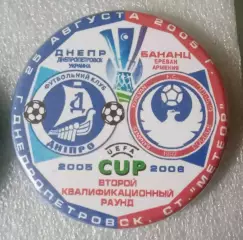 25 АВГУСТА 2005 Г.
ДНЕПР
ДНЕПРОПЕТРОВСК
УКРАИНА
БАНАНЦ
ЕРЕВАН
АРМЕНИЯ
ФУТБОЛЬНИЙ КЛУБ
ДНІПРО
UEFA
CUP
2005
2006
ВТОРОЙ
КВАЛИФИКАЦИОННЫЙ
РАУНД
Г. ДНЕПРОПЕТРОВСК. СТ. "МЕТЕОР"